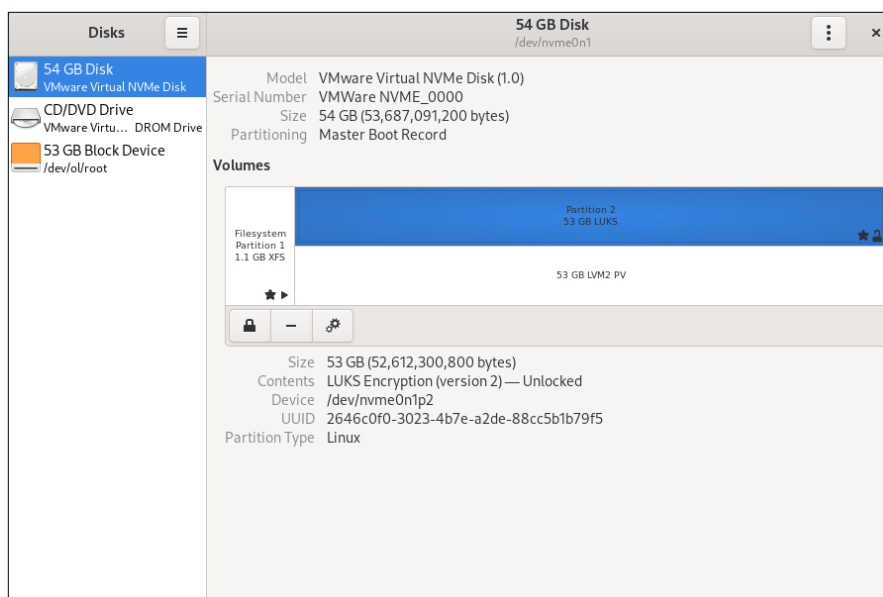 Disks
54 GB Disk
/dev/nvme0n1
54 GB Disk
VMware Virtual NVMe Disk
CD/DVD Drive
VMware Virtu… DROM Drive
53 GB Block Device
/dev/ol/root
Model VMware Virtual NVMe Disk (1.0)
Serial Number VMWare NVME_0000
Size 54 GB (53,687,091,200 bytes)
Partitioning Master Boot Record
Volumes
Filesystem
Partition 1
1.1 GB XFS
Partition 2
53 GB LUKS
53 GB LVM2 PV
Size 53 GB (52,612,300,800 bytes)
Contents LUKS Encryption (version 2) — Unlocked
Device /dev/nvme0n1p2
UUID 2646c0f0-3023-4b7e-a2de-88cc5b1b79f5
Partition Type Linux